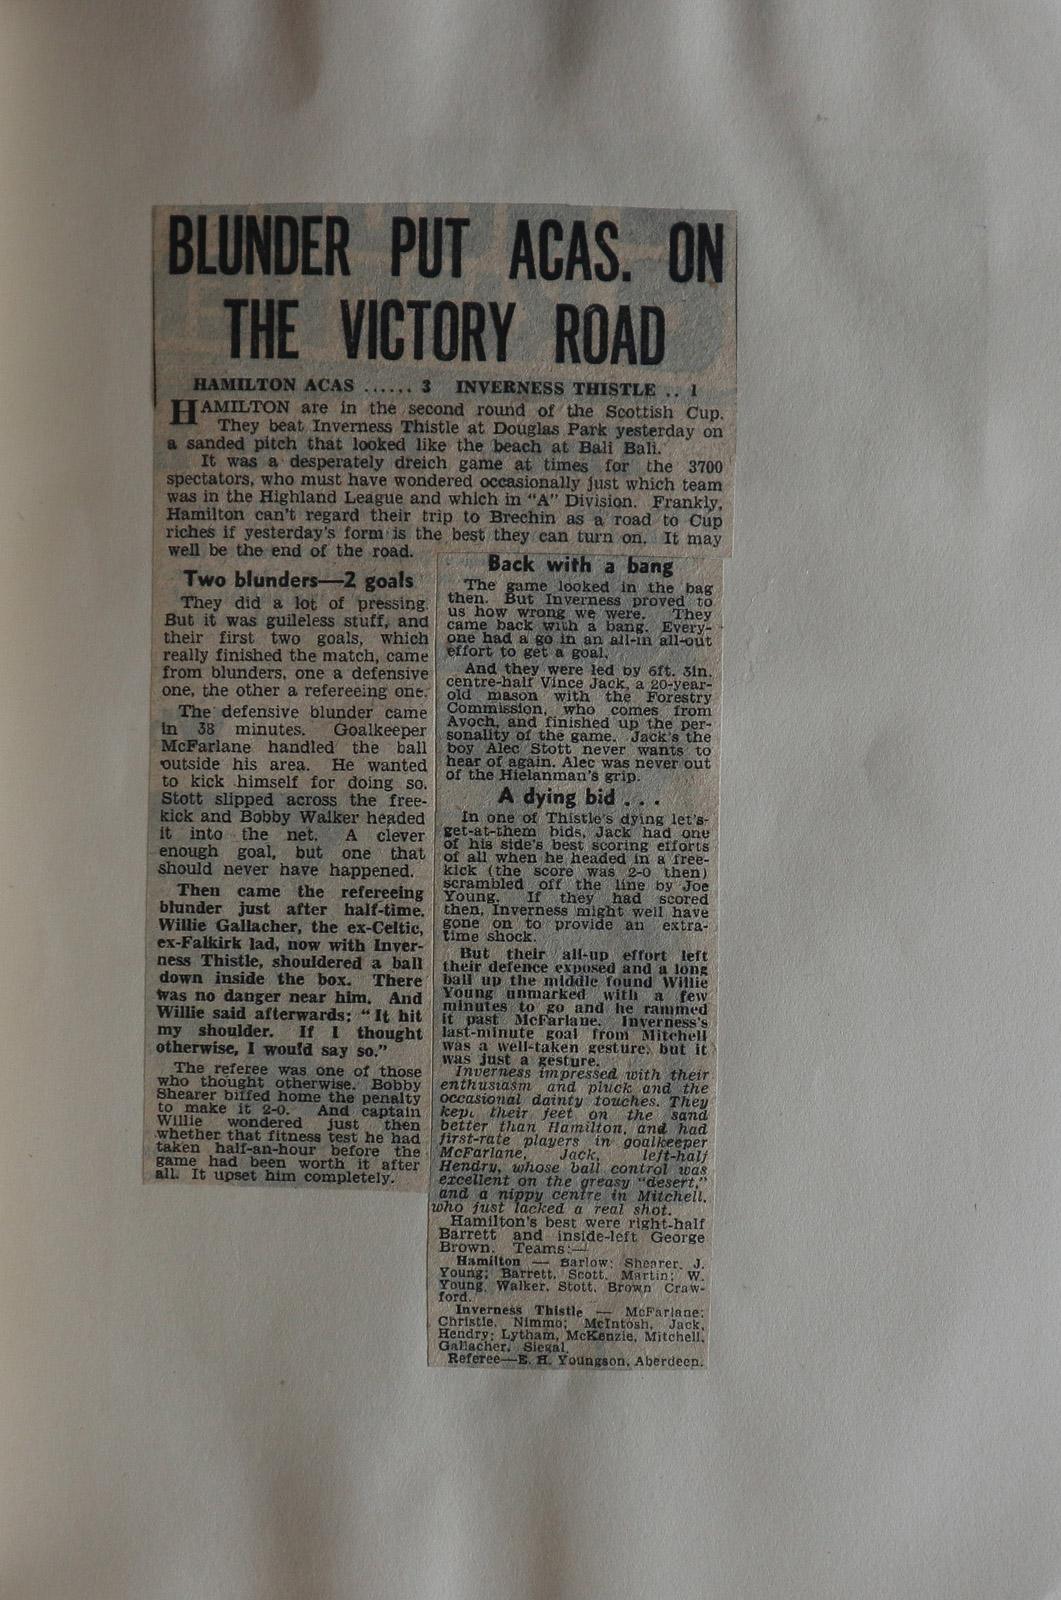 BLUNDER PUT ACAS. ON
THE VICTORY ROAD
HAMILTON ACAS ...... 3 INVERNESS THISTLE .. 1
HAMILTON are in the second round of the Scottish Cup.
They beat Inverness Thistle at Douglas Park yesterday on
a sanded pitch that looked like the beach at Bali Bali.
It was a desperately dreich game at times for the 3700
spectators, who must have wondered occasionally just which team
was in the Highland League and which in "A" Division. Frankly,
Hamilton can't regard their trip to Brechin as a road to Cup
riches if yesterday's form is the best they can turn on. It may
well be the end of the road.
Two blunders—2 goals
They did a lot of pressing.
But it was guileless stuff, and
their first two goals, which
really finished the match, came
from blunders, one a defensive
one, the other a refereeing one.
The defensive blunder came
in 38 minutes. Goalkeeper
McFarlane handled the ball
outside his area. He wanted
to kick himself for doing so.
Stott slipped across the free-
kick and Bobby Walker headed
it into the net. A clever
enough goal, but one that
should never have happened.
Then came the refereeing
blunder just after half-time.
Willie Gallacher, the ex-Celtic,
ex-Falkirk lad, now with Inver-
ness Thistle, shouldered a ball
down inside the box. There
was no danger near him. And
Willie said afterwards: "It hit
my shoulder. If I thought
otherwise, I would say so."
The referee was one of those
who thought otherwise. Bobby
Shearer biffed home the penalty
to make it 2-0. And captain
Willie wondered just then
whether that fitness test he had
taken half-an-hour before the
game had been worth it after
all. It upset him completely.
Back with a bang
The game looked in the bag
then. But Inverness proved to
us how wrong we were. They
came back with a bang. Every-
one had a go in an all-in all-out
effort to get a goal.
And they were led by 6ft. 3in.
centre-half Vince Jack, a 20-year-
old mason with the Forestry
Commission, who comes from
Avoch, and finished up the per-
sonality of the game. Jack's the
boy Alec Stott never wants to
hear of again. Alec was never out
of the Hielanman's grip.
A dying bid . . .
In one of Thistle's dying let's-
get-at-them bids, Jack had one
of his side's best scoring efforts
of all when he headed in a free-
kick (the score was 2-0 then)
scrambled off the line by Joe
Young. If they had scored
then, Inverness might well have
gone on to provide an extra-
time shock.
But their all-up effort left
their defence exposed and a long
ball up the middle found Willie
Young unmarked with a few
minutes to go and he rammed
it past McFarlane. Inverness's
last-minute goal from Mitchell
was a well-taken gesture, but it
was just a gesture.
Inverness impressed with their
enthusiasm and pluck and the
occasional dainty touches. They
kept their feet on the sand
better than Hamilton, and had
first-rate players in goalkeeper
McFarlane, Jack, left-half
Hendry, whose ball control was
excellent on the greasy "desert,"
and a nippy centre in Mitchell,
who just lacked a real shot.
Hamilton's best were right-half
Barrett and inside-left George
Brown. Teams:—
Hamilton — Barlow; Shearer, J.
Young; Barrett, Scott, Martin; W.
Young, Walker, Stott, Brown Craw-
ford.
Inverness Thistle — McFarlane;
Christie, Nimmo; McIntosh, Jack,
Hendry; Lytham, McKenzie, Mitchell,
Gallacher, Siegal.
Referee—E. H. Youngson, Aberdeen.